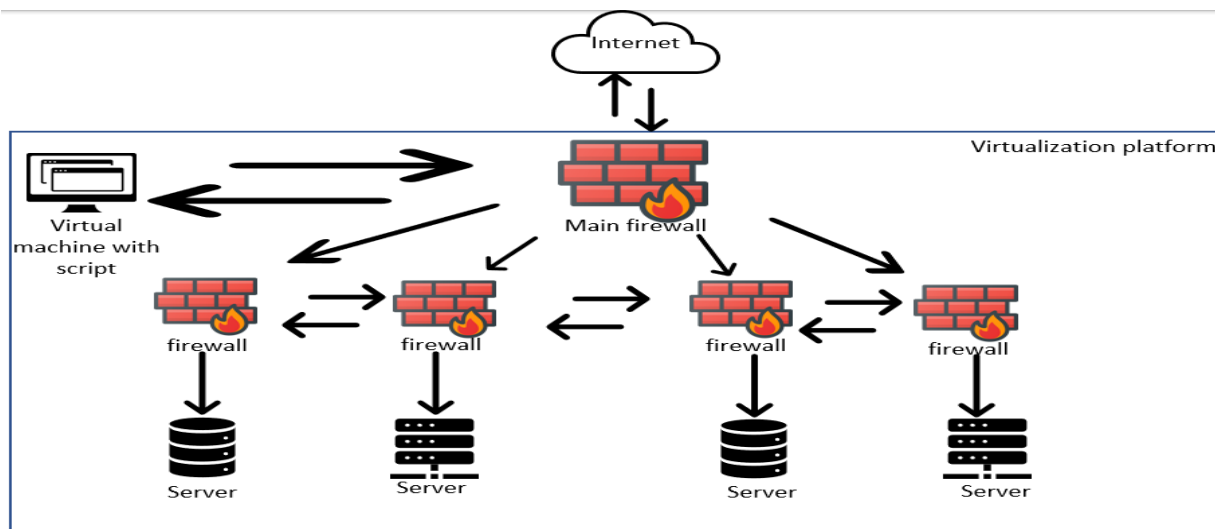 Internet
Virtualization platform
Main firewall
Virtual
machine with
script
firewall
firewall
firewall
firewall
Server
Server
Server
Server